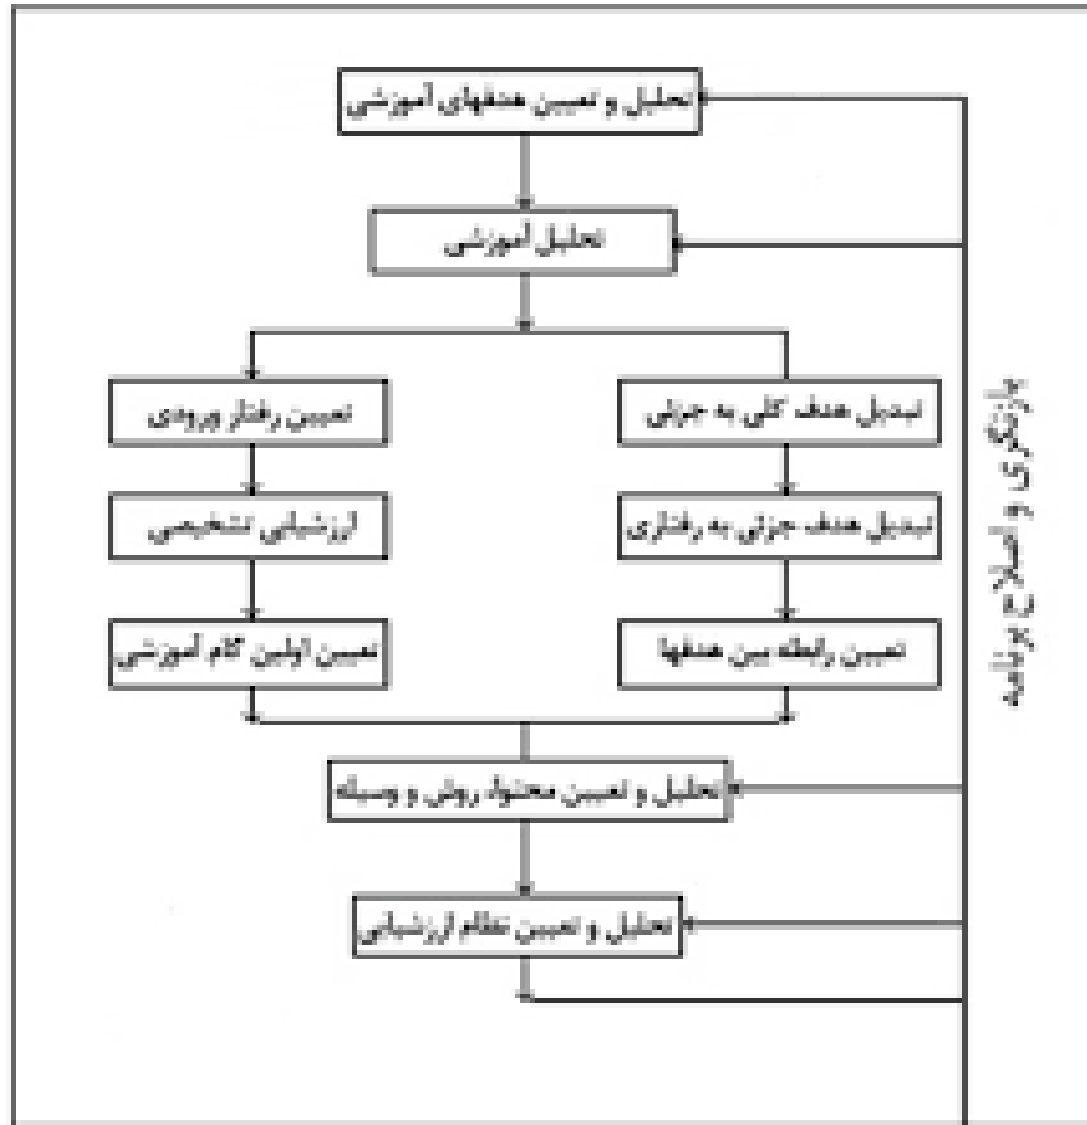 تحلیل و تعیین هدفهای آموزشی
تحلیل آموزشی
تبدیل هدف کلی به جزئی
تعیین رفتار ورودی
تبدیل هدف جزئی به رفتاری
ارزشیابی تشخیصی
تعیین رابطه بین هدفها
تعیین اولین گام آموزشی
تحلیل و تعیین محتوا، روش و وسیله
تحلیل و تعیین نظام ارزشیابی
بازنگری و اصلاح برنامه